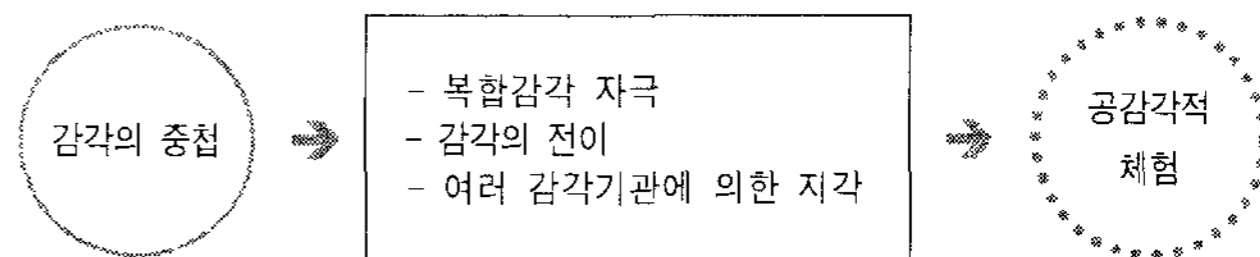 감각의 중첩
- 복합감각 자극
- 감각의 전이
- 여러 감각기관에 의한 지각
공감각적
체험